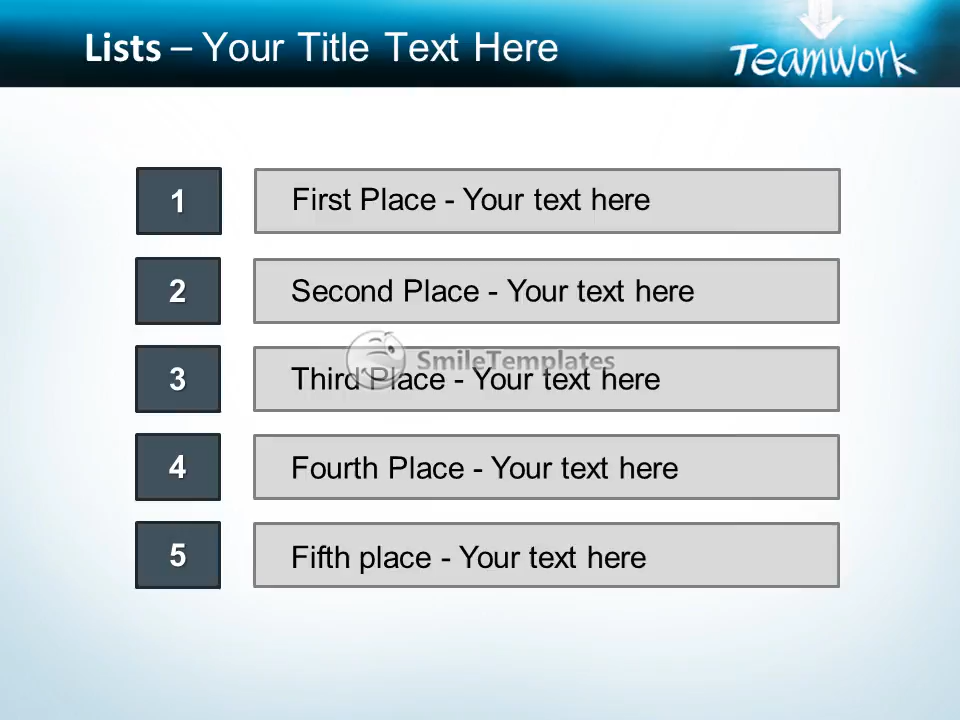 Lists – Your Title Text Here
Teamwork
1 First Place - Your text here
2 Second Place - Your text here
SmileTemplates
3 Third Place - Your text here
4 Fourth Place - Your text here
5 Fifth place - Your text here